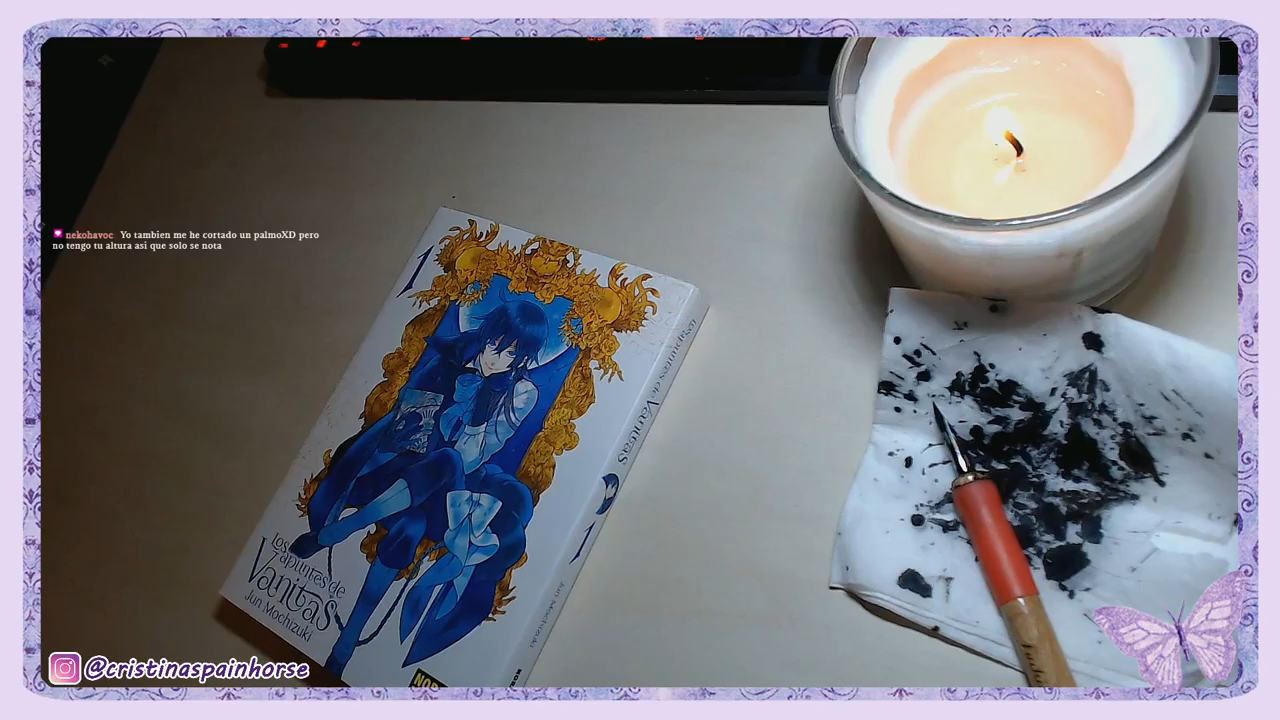 nekohavoc Yo tambien me he cortado un palmoXD pero
no tengo tu altura asi que solo se nota
1
Los apuntes de Vanitas
1
Los
apuntes de
Vanitas
Jun Mochizuki
Jun Mochizuki
NOR
@cristinaspainhorse